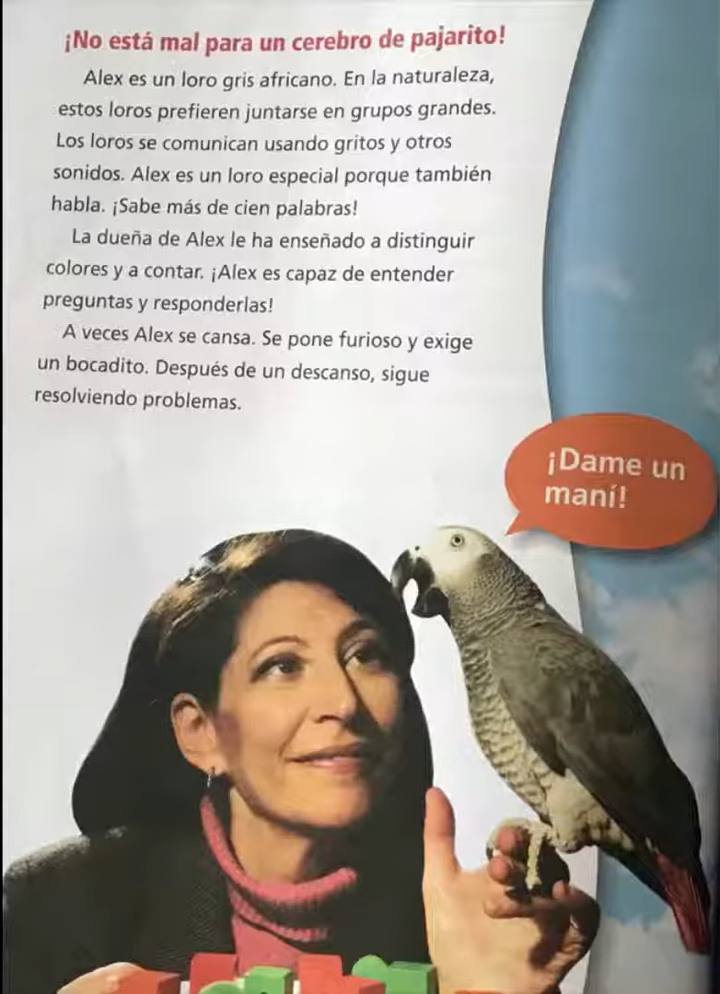 ¡No está mal para un cerebro de pajarito!
Alex es un loro gris africano. En la naturaleza,
estos loros prefieren juntarse en grupos grandes.
Los loros se comunican usando gritos y otros
sonidos. Alex es un loro especial porque también
habla. ¡Sabe más de cien palabras!
La dueña de Alex le ha enseñado a distinguir
colores y a contar. ¡Alex es capaz de entender
preguntas y responderlas!
A veces Alex se cansa. Se pone furioso y exige
un bocadito. Después de un descanso, sigue
resolviendo problemas.
¡Dame un
maní!